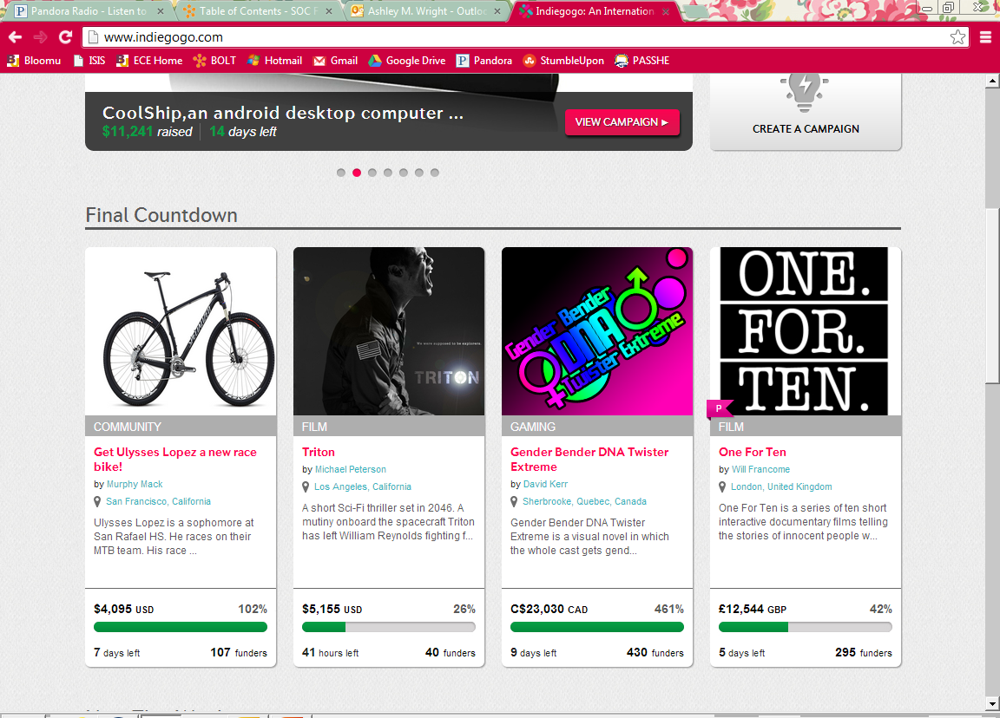 Pandora Radio - Listen to
Table of Contents - SOC F
Ashley M. Wright - Outloo
Indiegogo: An Internation
www.indiegogo.com
Bloomu ISIS ECE Home BOLT Hotmail Gmail Google Drive Pandora StumbleUpon PASSHE
CoolShip,an android desktop computer ...
$11,241 raised 14 days left
VIEW CAMPAIGN
CREATE A CAMPAIGN
Final Countdown
SPECIALIZED
COMMUNITY
Get Ulysses Lopez a new race
bike!
by Murphy Mack
San Francisco, California
Ulysses Lopez is a sophomore at
San Rafael HS. He races on their
MTB team. His race ...
$4,095 USD 102%
7 days left 107 funders
We were supposed to be explorers.
TRITON
FILM
Triton
by Michael Peterson
Los Angeles, California
A short Sci-Fi thriller set in 2046. A
mutiny onboard the spacecraft Triton
has left William Reynolds fighting f...
$5,155 USD 26%
41 hours left 40 funders
Gender Bender
DNA
Twister Extreme
GAMING
Gender Bender DNA Twister
Extreme
by David Kerr
Sherbrooke, Quebec, Canada
Gender Bender DNA Twister
Extreme is a visual novel in which
the whole cast gets gend...
C$23,030 CAD 461%
9 days left 430 funders
ONE.
FOR.
TEN.
P
FILM
One For Ten
by Will Francome
London, United Kingdom
One For Ten is a series of ten short
interactive documentary films telling
the stories of innocent people w...
£12,544 GBP 42%
5 days left 295 funders